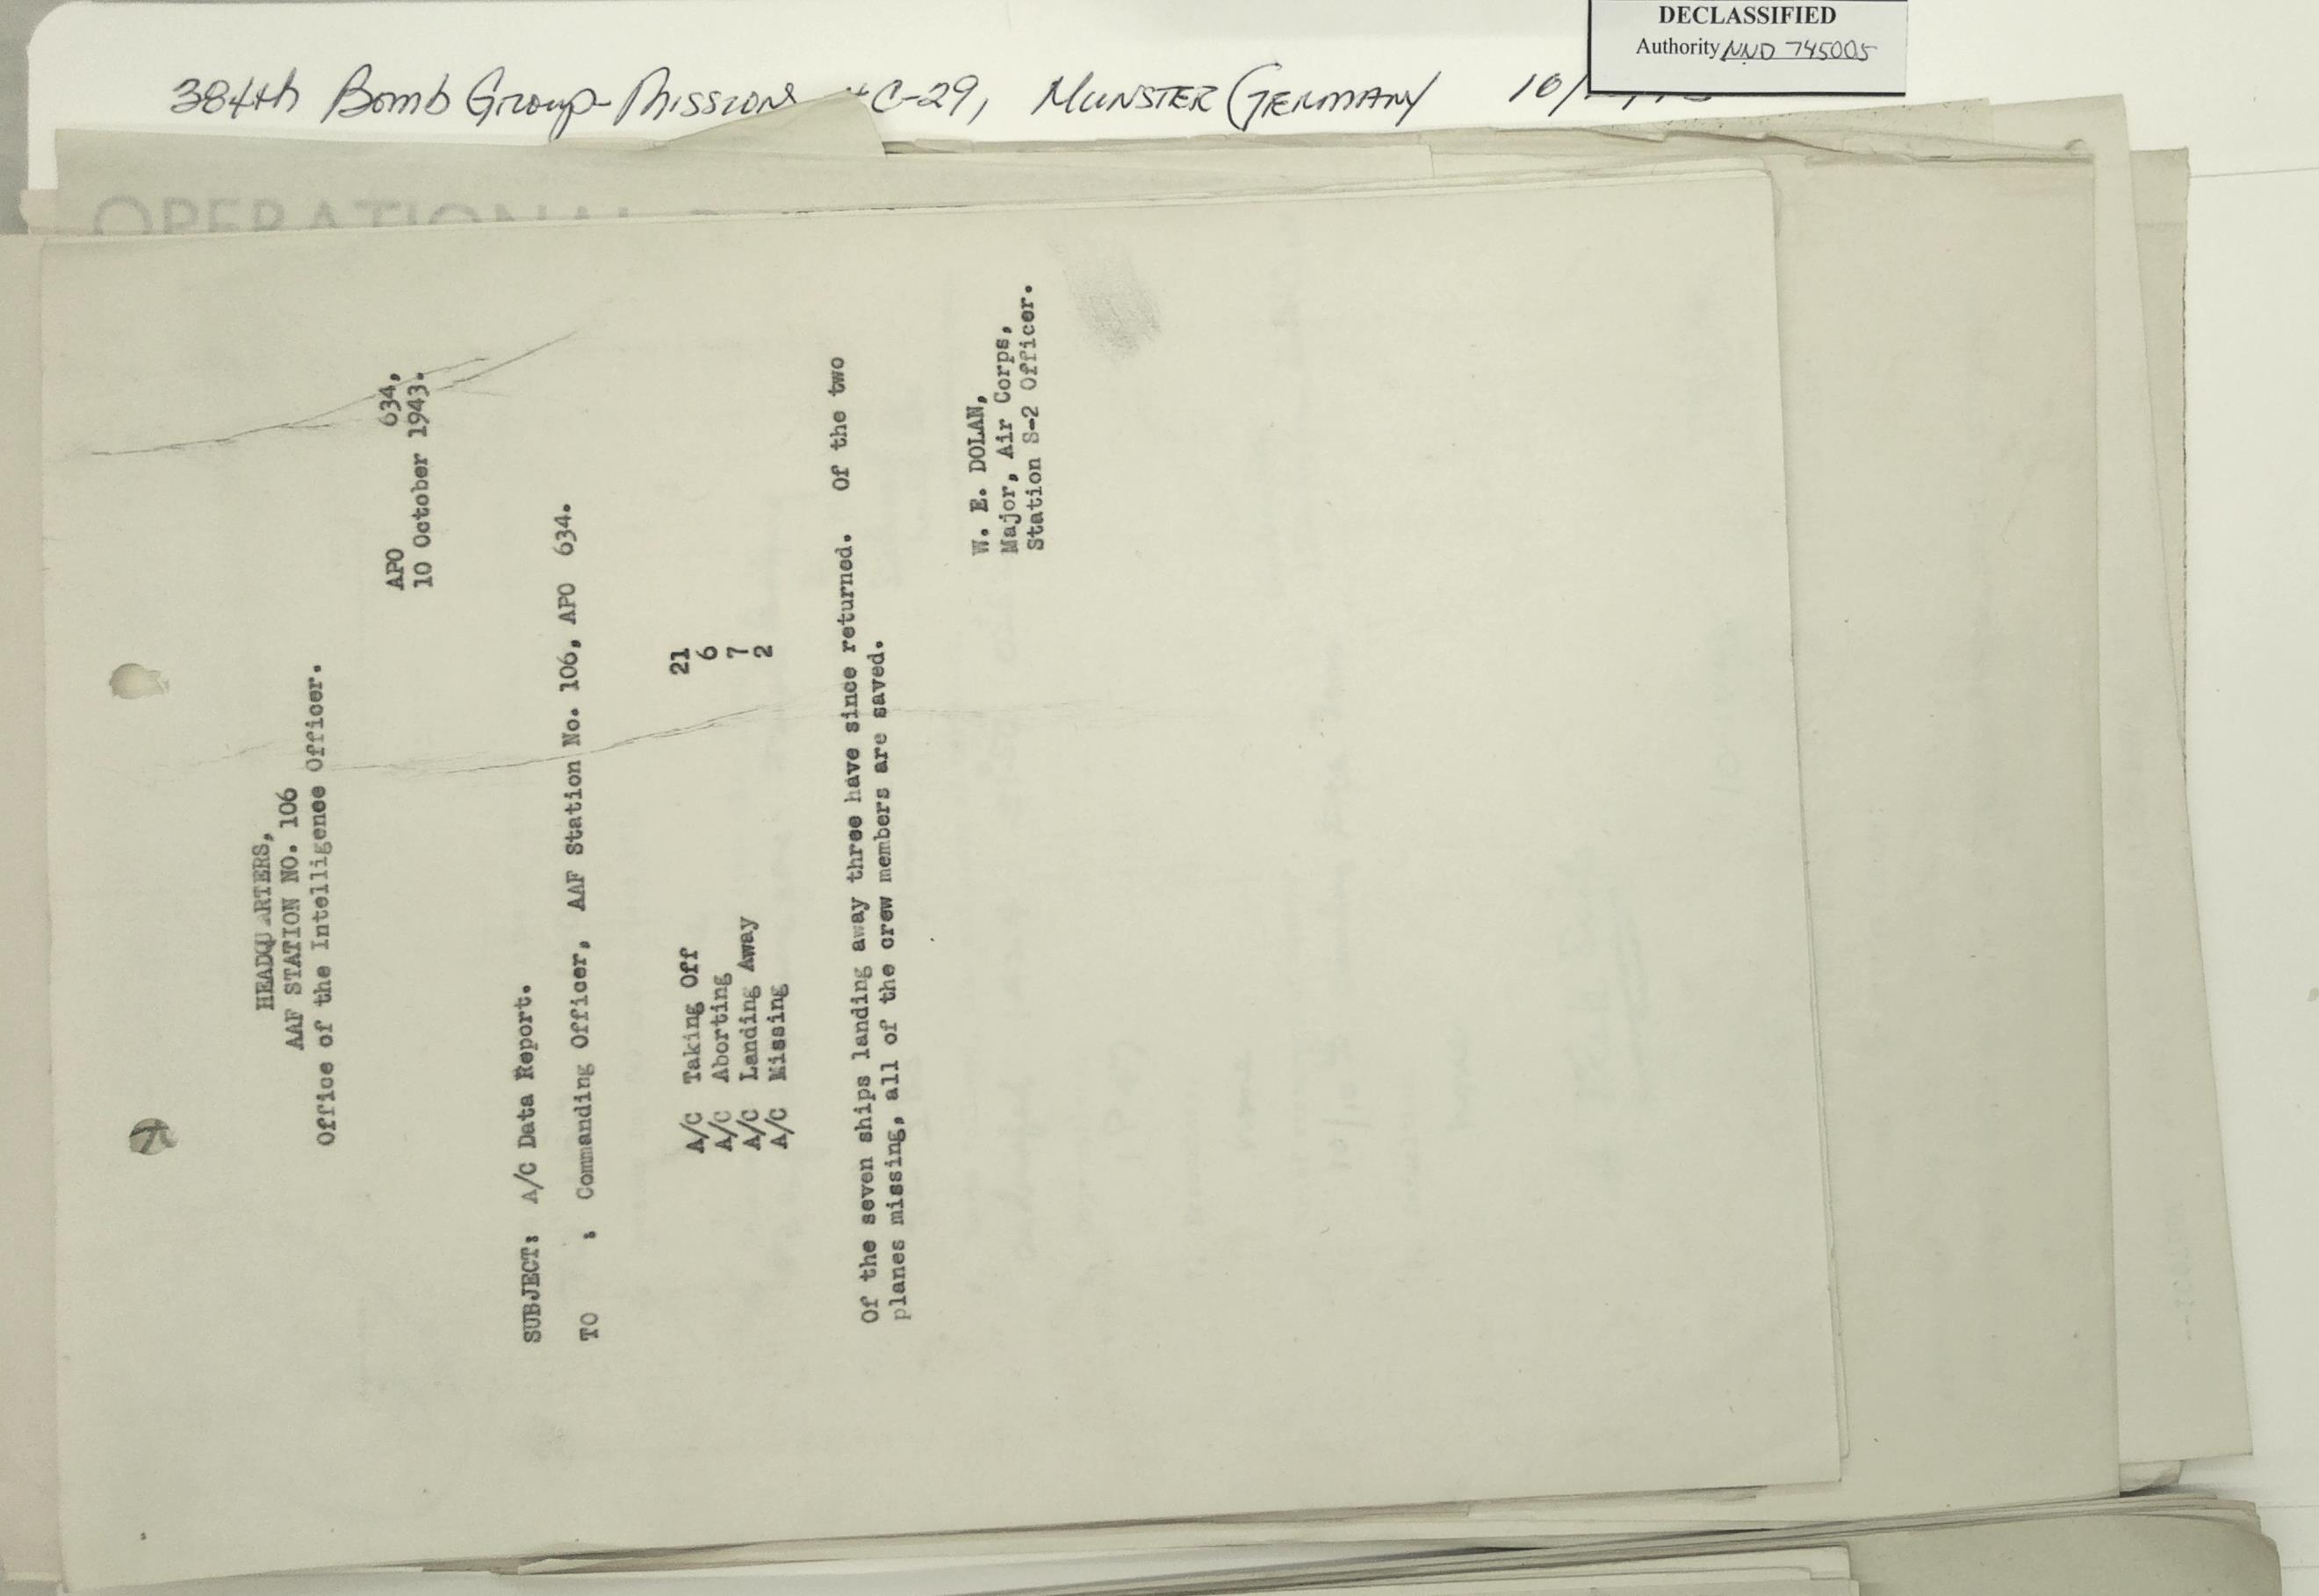 DECLASSIFIED
Authority NND 745005
384th Bomb Group-Mission #C-29, MUNSTER GERMANY 10/
OPERATIONAL
HEADQUARTERS,
AAF STATION NO. 106
Office of the Intelligence Officer.
APO 634,
10 October 1943.
SUBJECT: A/C Data Report.
TO : Commanding Officer, AAF Station No. 106, APO 634.
A/C Taking Off 21
A/C Aborting 6
A/C Landing Away 7
A/C Missing 2
Of the seven ships landing away three have since returned. Of the two
planes missing, all of the crew members are saved.
W. E. DOLAN,
Major, Air Corps,
Station S-2 Officer.